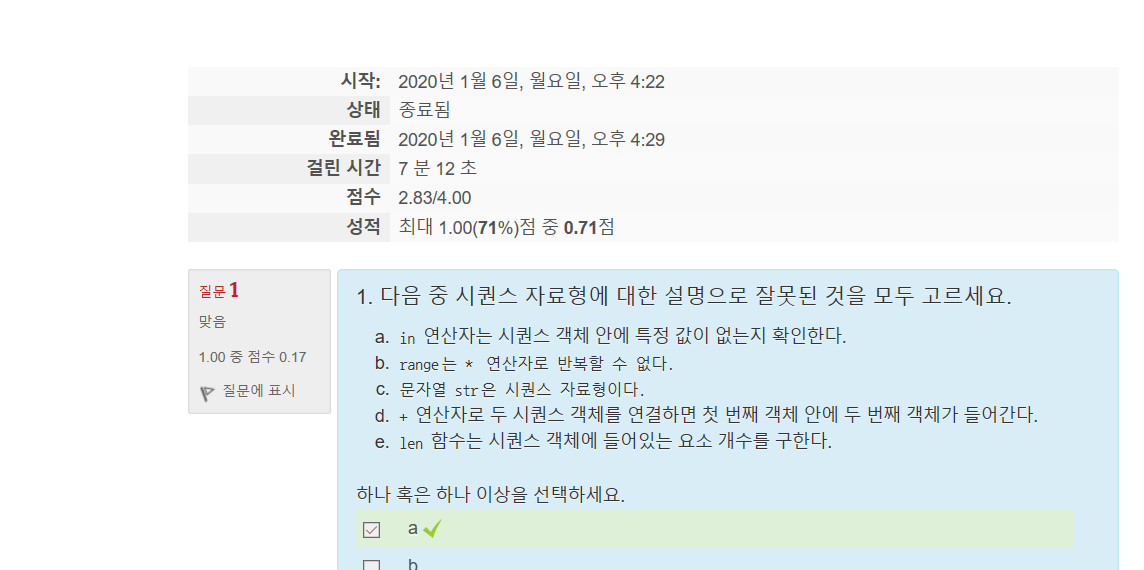 시작: 2020년 1월 6일, 월요일, 오후 4:22
상태 종료됨
완료됨 2020년 1월 6일, 월요일, 오후 4:29
걸린 시간 7 분 12 초
점수 2.83/4.00
성적 최대 1.00(71%)점 중 0.71점
질문 1
맞음
1.00 중 점수 0.17
질문에 표시
1. 다음 중 시퀀스 자료형에 대한 설명으로 잘못된 것을 모두 고르세요.
a. in 연산자는 시퀀스 객체 안에 특정 값이 없는지 확인한다.
b. range는 * 연산자로 반복할 수 없다.
c. 문자열 str은 시퀀스 자료형이다.
d. + 연산자로 두 시퀀스 객체를 연결하면 첫 번째 객체 안에 두 번째 객체가 들어간다.
e. len 함수는 시퀀스 객체에 들어있는 요소 개수를 구한다.
하나 혹은 하나 이상을 선택하세요.
a
b